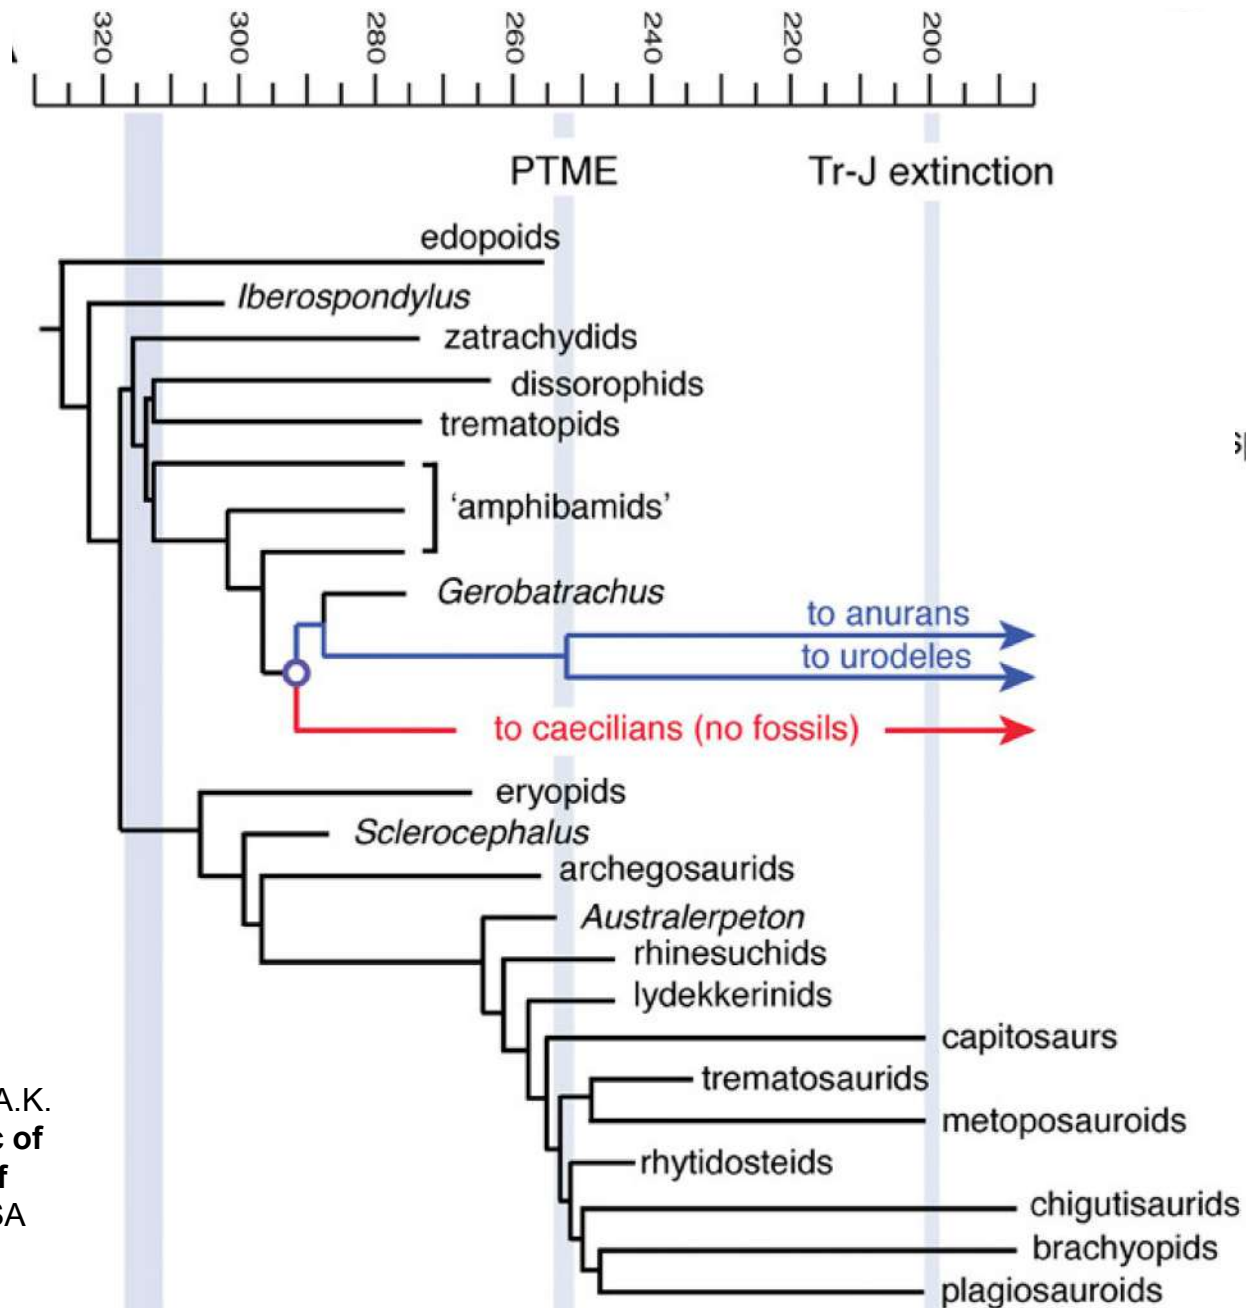 320 300 280 260 240 220 200
PTME Tr-J extinction
edopoids
Iberospondylus
zatrachydids
dissorophids
trematopids
‘amphibamids’
Gerobatrachus
to anurans
to urodeles
to caecilians (no fossils)
eryopids
Sclerocephalus
archegosaurids
Australerpeton
rhinesuchids
lydekkerinids
capitosaurs
trematosaurids
metoposauroids
rhytidosteids
chigutisaurids
brachyopids
plagiosauroids
A.K.
of